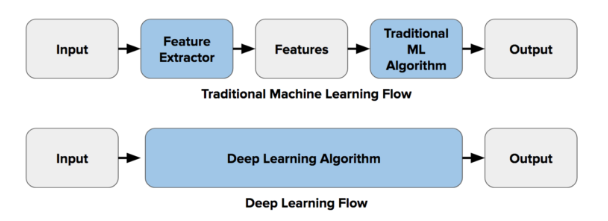 Input
Feature
Extractor
Features
Traditional
ML
Algorithm
Output
Traditional Machine Learning Flow
Input
Deep Learning Algorithm
Output
Deep Learning Flow